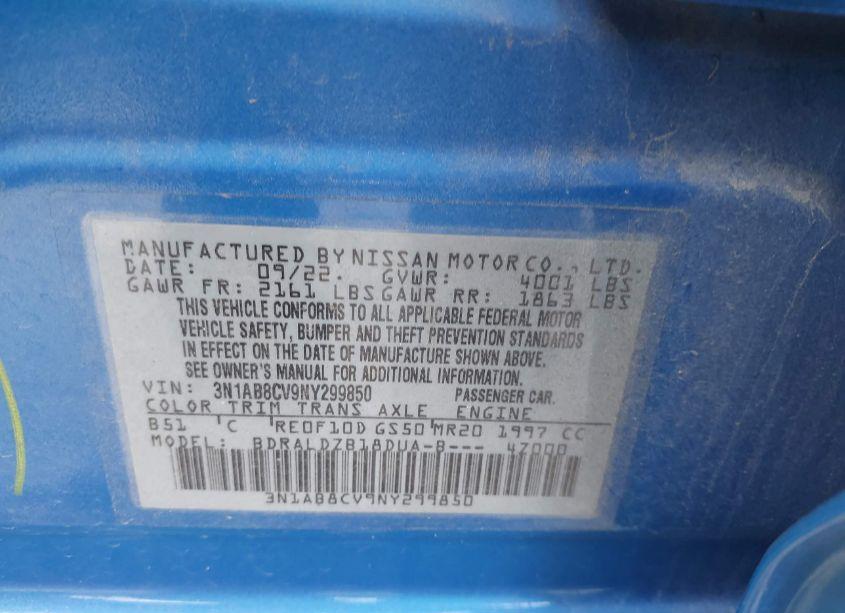 MANUFACTURED BY NISSAN MOTOR CO., LTD.
DATE: 09/22. GVWR: 4001 LBS
GAWR FR: 2161 LBS GAWR RR: 1863 LBS
THIS VEHICLE CONFORMS TO ALL APPLICABLE FEDERAL MOTOR
VEHICLE SAFETY, BUMPER AND THEFT PREVENTION STANDARDS
IN EFFECT ON THE DATE OF MANUFACTURE SHOWN ABOVE.
SEE OWNER'S MANUAL FOR ADDITIONAL INFORMATION.
VIN: 3N1AB8CV9NY299850 PASSENGER CAR.
COLOR TRIM TRANS AXLE ENGINE
B51 C RE0F10D GS50 MR20 1997 CC
MODEL: BDRALDZB18DUA-B--- 47000
3N1AB8CV9NY299850